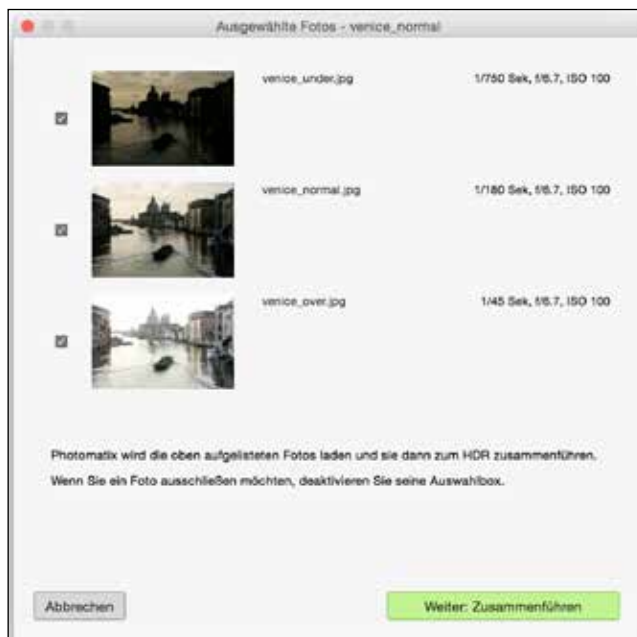 Ausgewählte Fotos - venice_normal
venice_under.jpg 1/750 Sek, f/6.7, ISO 100
venice_normal.jpg 1/180 Sek, f/6.7, ISO 100
venice_over.jpg 1/45 Sek, f/6.7, ISO 100
Photomatix wird die oben aufgelisteten Fotos laden und sie dann zum HDR zusammenführen.
Wenn Sie ein Foto ausschließen möchten, deaktivieren Sie seine Auswahlbox.
Abbrechen Weiter: Zusammenführen